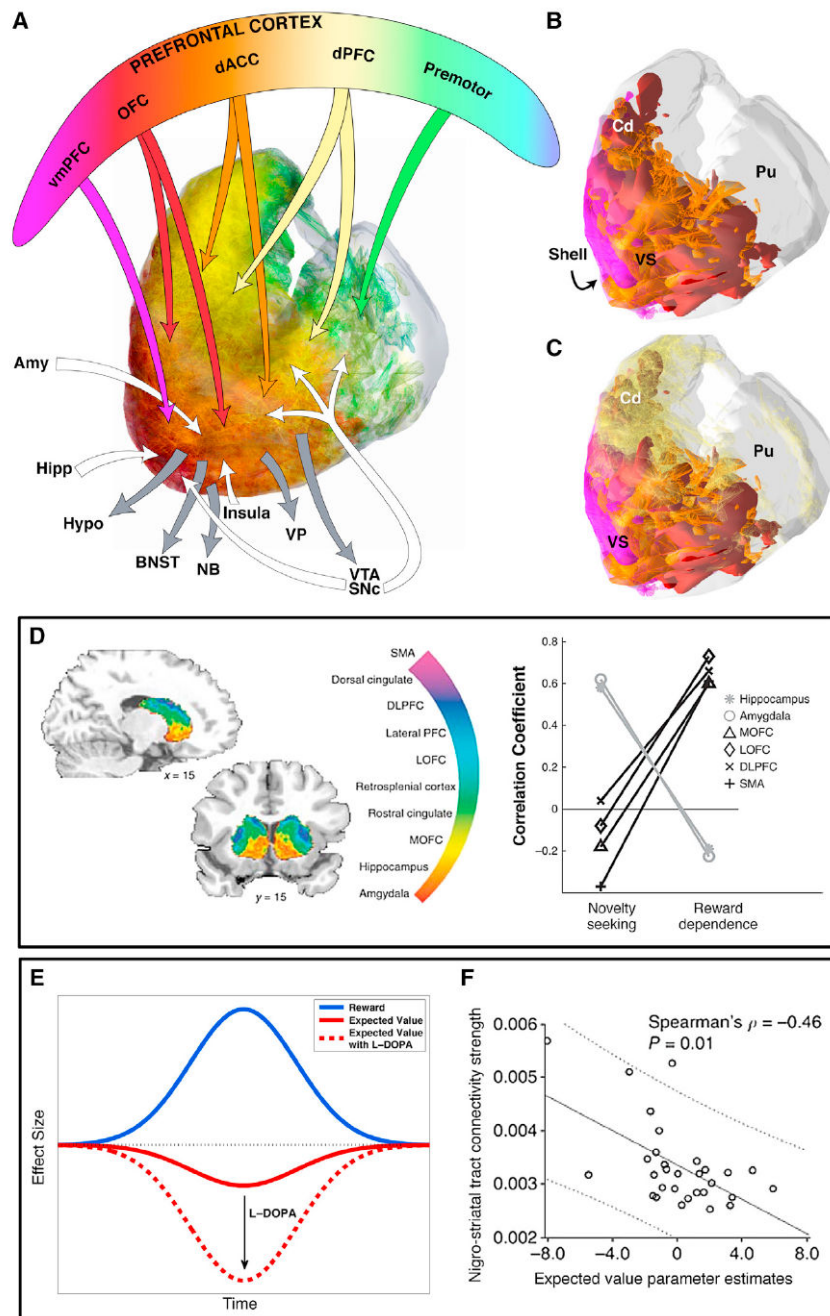 A
PREFRONTAL CORTEX
vmPFC
OFC
dACC
dPFC
Premotor
Amy
Hipp
Hypo
BNST
NB
Insula
VP
VTA
SNc
B
Cd
Pu
VS
Shell
C
Cd
Pu
VS
D
x = 15
y = 15
SMA
Dorsal cingulate
DLPFC
Lateral PFC
LOFC
Retrosplenial cortex
Rostral cingulate
MOFC
Hippocampus
Amygdala
Correlation Coefficient
0.8
0.6
0.4
0.2
0
−0.2
Novelty
seeking
Reward
dependence
Hippocampus
Amygdala
MOFC
LOFC
DLPFC
SMA
E
Reward
Expected Value
Expected Value
with L-DOPA
Effect Size
L-DOPA
Time
F
Spearman's ρ = −0.46
P = 0.01
Nigro-striatal tract connectivity strength
0.006
0.005
0.004
0.003
0.002
-8.0
-4.0
0
4.0
8.0
Expected value parameter estimates